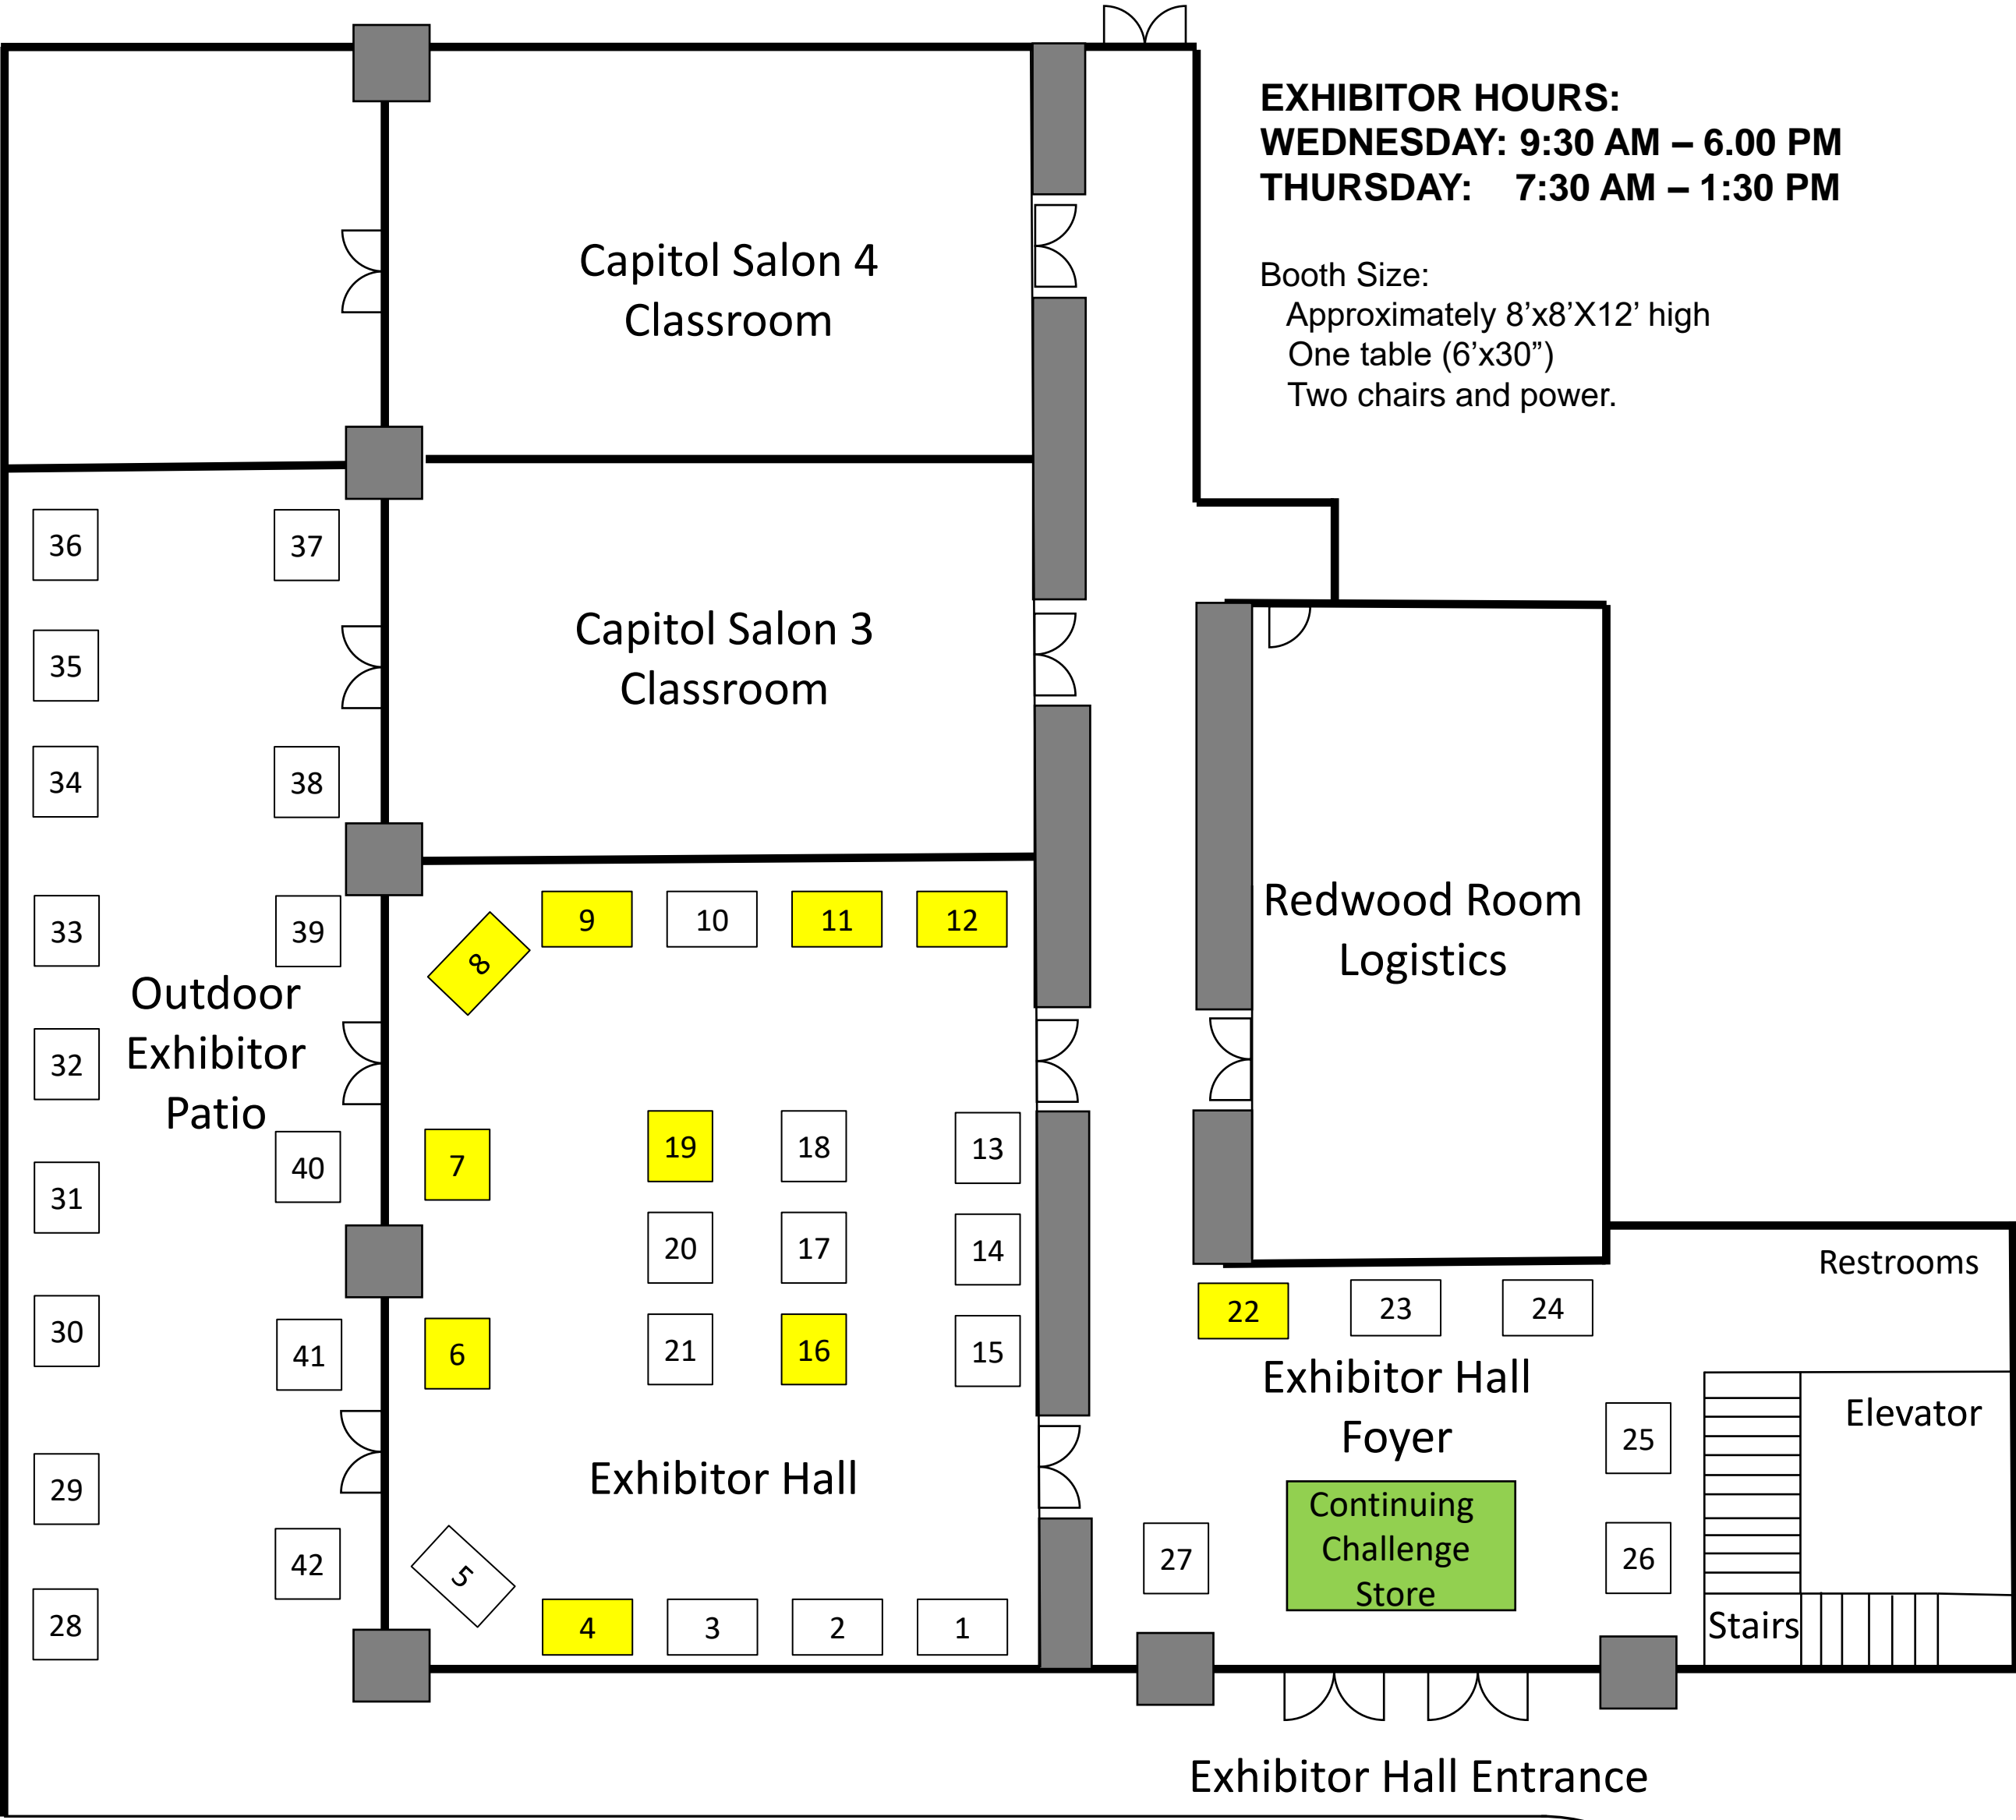 EXHIBITOR HOURS:
WEDNESDAY: 9:30 AM – 6.00 PM
THURSDAY: 7:30 AM – 1:30 PM
Booth Size:
Approximately 8’x8’X12’ high
One table (6’x30”)
Two chairs and power.
Capitol Salon 4
Classroom
Capitol Salon 3
Classroom
36
37
35
34
38
33
39
Outdoor
Exhibitor
Patio
32
31
40
30
41
29
42
28
9
10
11
12
8
7
19
18
13
20
17
14
6
21
16
15
Exhibitor Hall
5
4
3
2
1
Redwood Room
Logistics
22
23
24
Exhibitor Hall
Foyer
25
Continuing
Challenge
Store
27
26
Restrooms
Elevator
Stairs
Exhibitor Hall Entrance